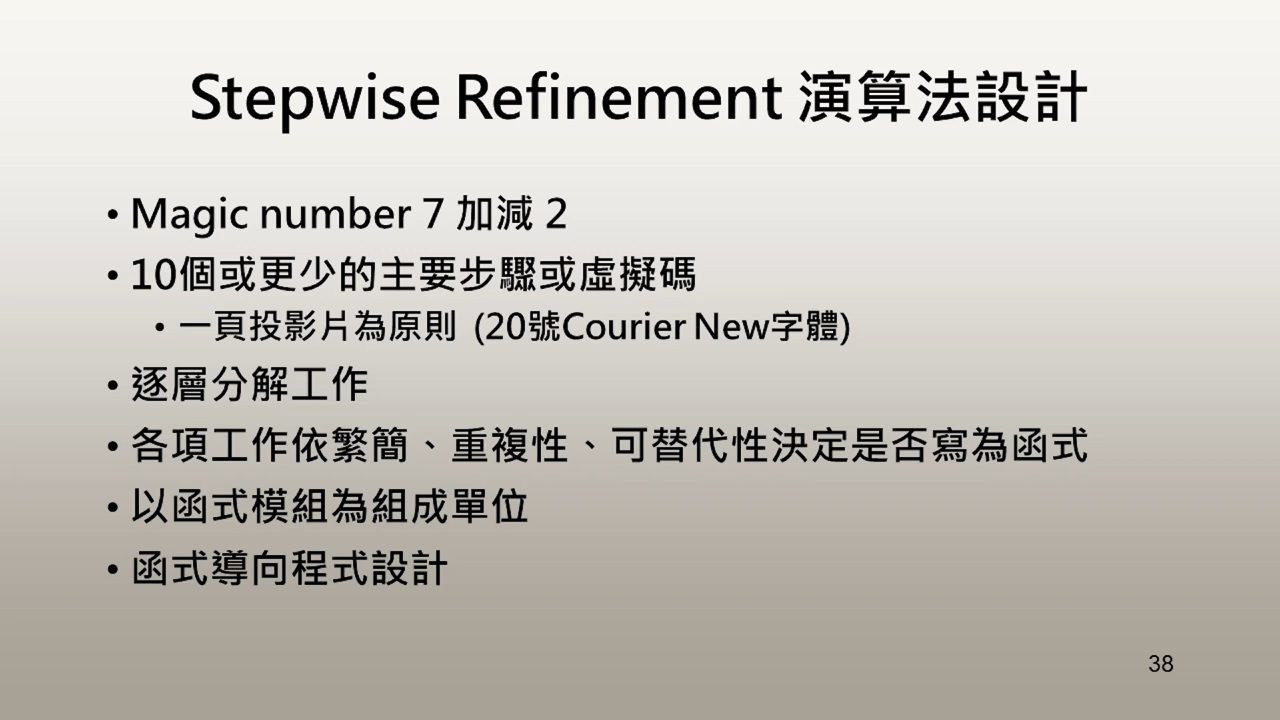 Stepwise Refinement 演算法設計
• Magic number 7 加減 2
• 10個或更少的主要步驟或虛擬碼
• 一頁投影片為原則 (20號Courier New字體)
• 逐層分解工作
• 各項工作依繁簡、重複性、可替代性決定是否寫為函式
• 以函式模組為組成單位
• 函式導向程式設計
38